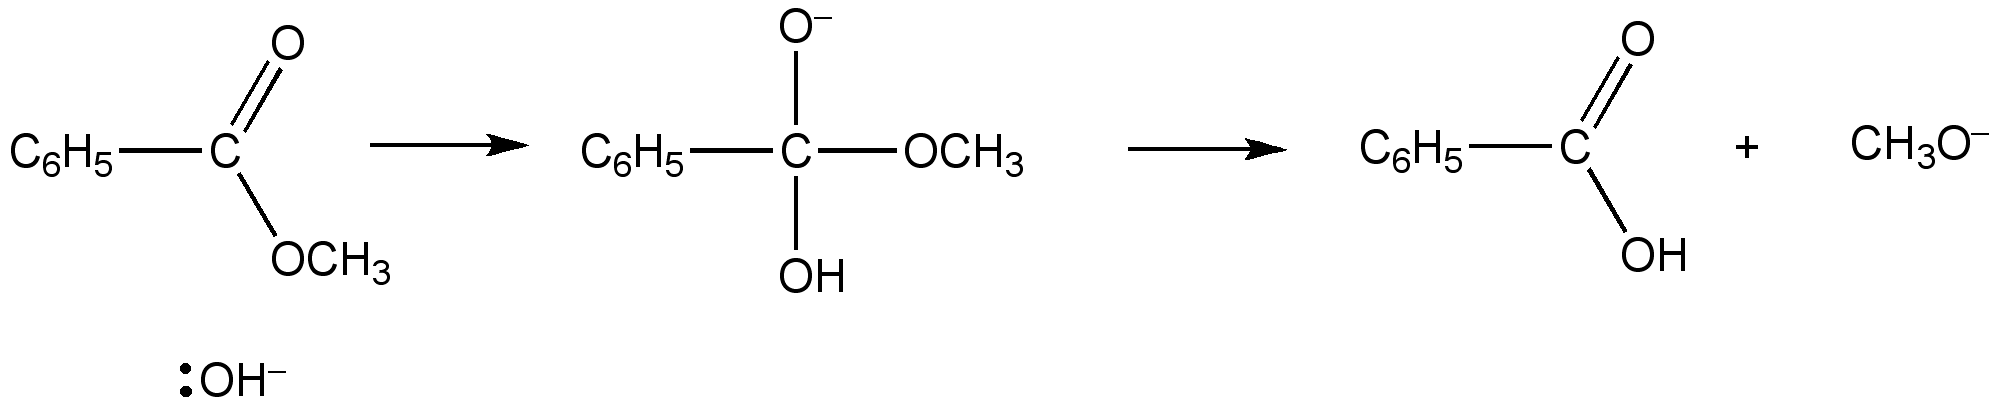 O
C₆H₅ C
OCH₃
:OH⁻
O⁻
C₆H₅ C OCH₃
OH
O
C₆H₅ C
OH
+ CH₃O⁻